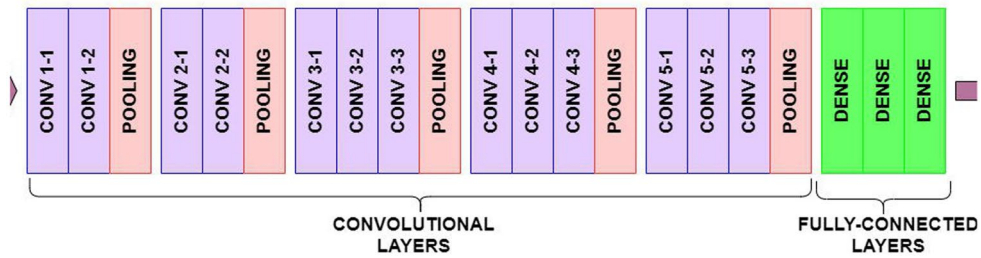 CONV 1-1
CONV 1-2
POOLING
CONV 2-1
CONV 2-2
POOLING
CONV 3-1
CONV 3-2
CONV 3-3
POOLING
CONV 4-1
CONV 4-2
CONV 4-3
POOLING
CONV 5-1
CONV 5-2
CONV 5-3
POOLING
DENSE
DENSE
DENSE
CONVOLUTIONAL
LAYERS
FULLY-CONNECTED
LAYERS